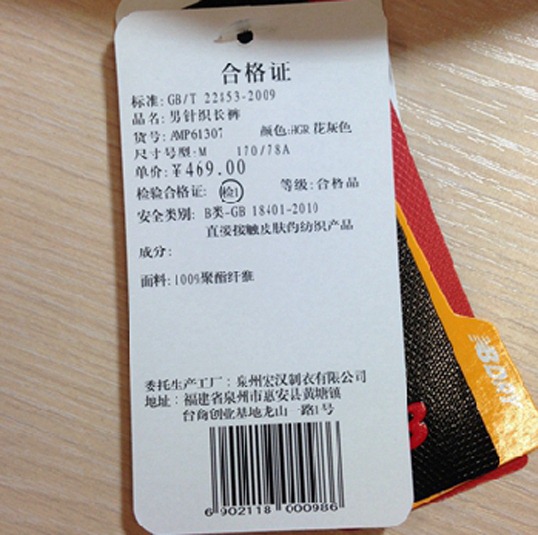 合格证
标准:GB/T 22853-2009
品名:男针织长裤
货号:AMP61307 颜色:HGR花灰色
尺寸号型:M 170/78A
单价:¥469.00
检验合格证: 检1 等级:合格品
安全类别: B类-GB 18401-2010
直接接触皮肤的纺织产品
成分:
面料:100%聚酯纤维
委托生产工厂:泉州宏汉制衣有限公司
地址:福建省泉州市惠安县黄塘镇
台商创业基地龙山一路1号
6 902118 000986